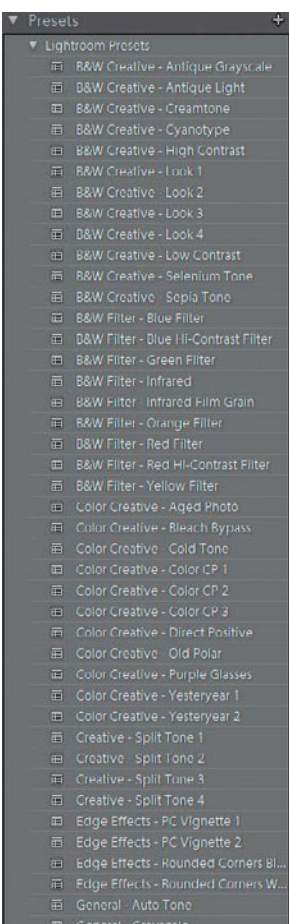 Presets +
Lightroom Presets
B&W Creative - Antique Grayscale
B&W Creative - Antique Light
B&W Creative - Creamtone
B&W Creative - Cyanotype
B&W Creative - High Contrast
B&W Creative - Look 1
B&W Creative - Look 2
B&W Creative - Look 3
B&W Creative - Look 4
B&W Creative - Low Contrast
B&W Creative - Selenium Tone
B&W Creative - Sepia Tone
B&W Filter - Blue Filter
B&W Filter - Blue Hi-Contrast Filter
B&W Filter - Green Filter
B&W Filter - Infrared
B&W Filter - Infrared Film Grain
B&W Filter - Orange Filter
B&W Filter - Red Filter
B&W Filter - Red Hi-Contrast Filter
B&W Filter - Yellow Filter
Color Creative - Aged Photo
Color Creative - Bleach Bypass
Color Creative - Cold Tone
Color Creative - Color CP 1
Color Creative - Color CP 2
Color Creative - Color CP 3
Color Creative - Direct Positive
Color Creative - Old Polar
Color Creative - Purple Glasses
Color Creative - Yesteryear 1
Color Creative - Yesteryear 2
Creative - Split Tone 1
Creative - Split Tone 2
Creative - Split Tone 3
Creative - Split Tone 4
Edge Effects - PC Vignette 1
Edge Effects - PC Vignette 2
Edge Effects - Rounded Corners Bl...
Edge Effects - Rounded Corners W...
General - Auto Tone
General - Grayscale